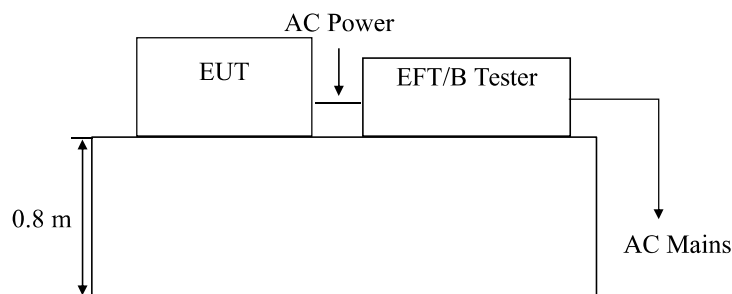 AC Power
EUT
EFT/B Tester
0.8 m
AC Mains